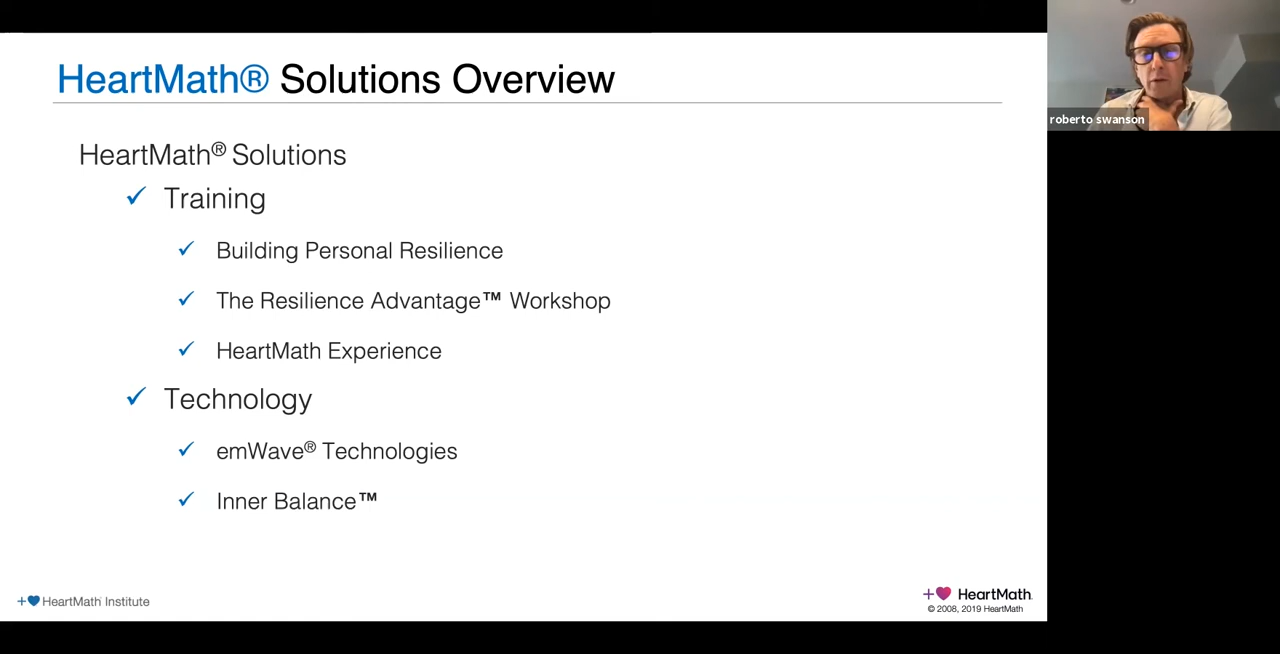 HeartMath® Solutions Overview
roberto swanson
HeartMath® Solutions
✓ Training
✓ Building Personal Resilience
✓ The Resilience Advantage™ Workshop
✓ HeartMath Experience
✓ Technology
✓ emWave® Technologies
✓ Inner Balance™
HeartMath Institute
HeartMath
© 2008, 2019 HeartMath